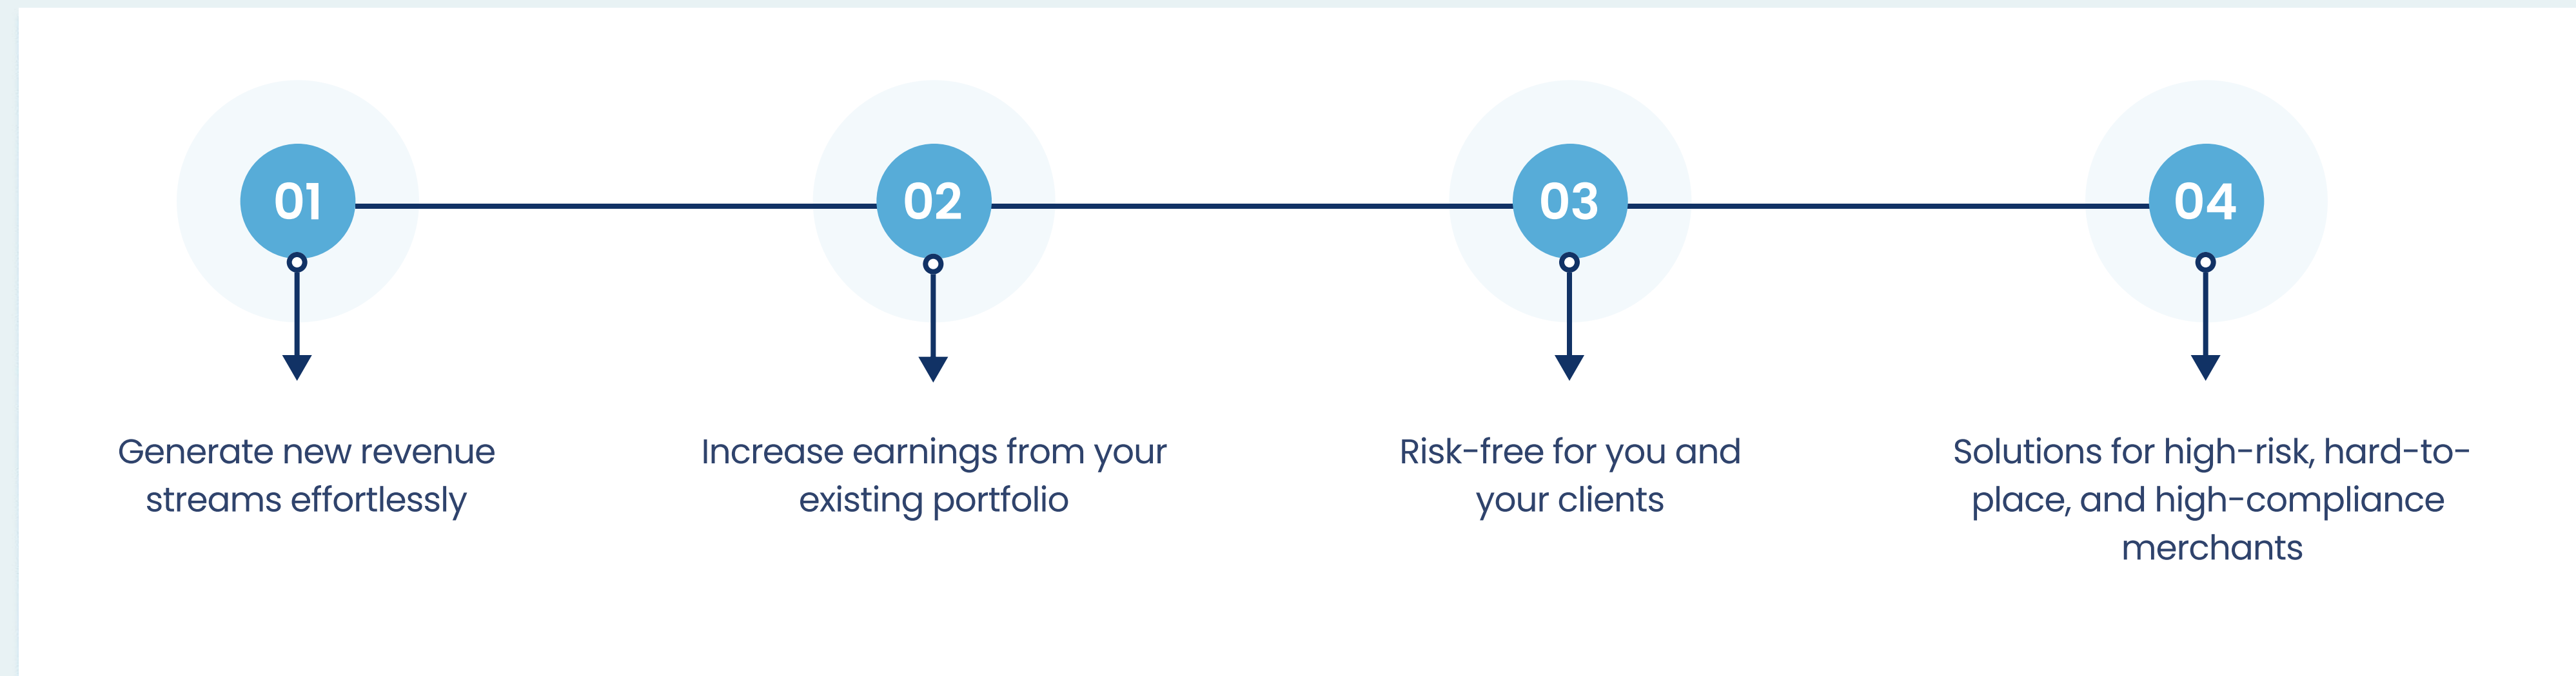 01
02
03
04
Generate new revenue
streams effortlessly
Increase earnings from your
existing portfolio
Risk-free for you and
your clients
Solutions for high-risk, hard-to-
place, and high-compliance
merchants